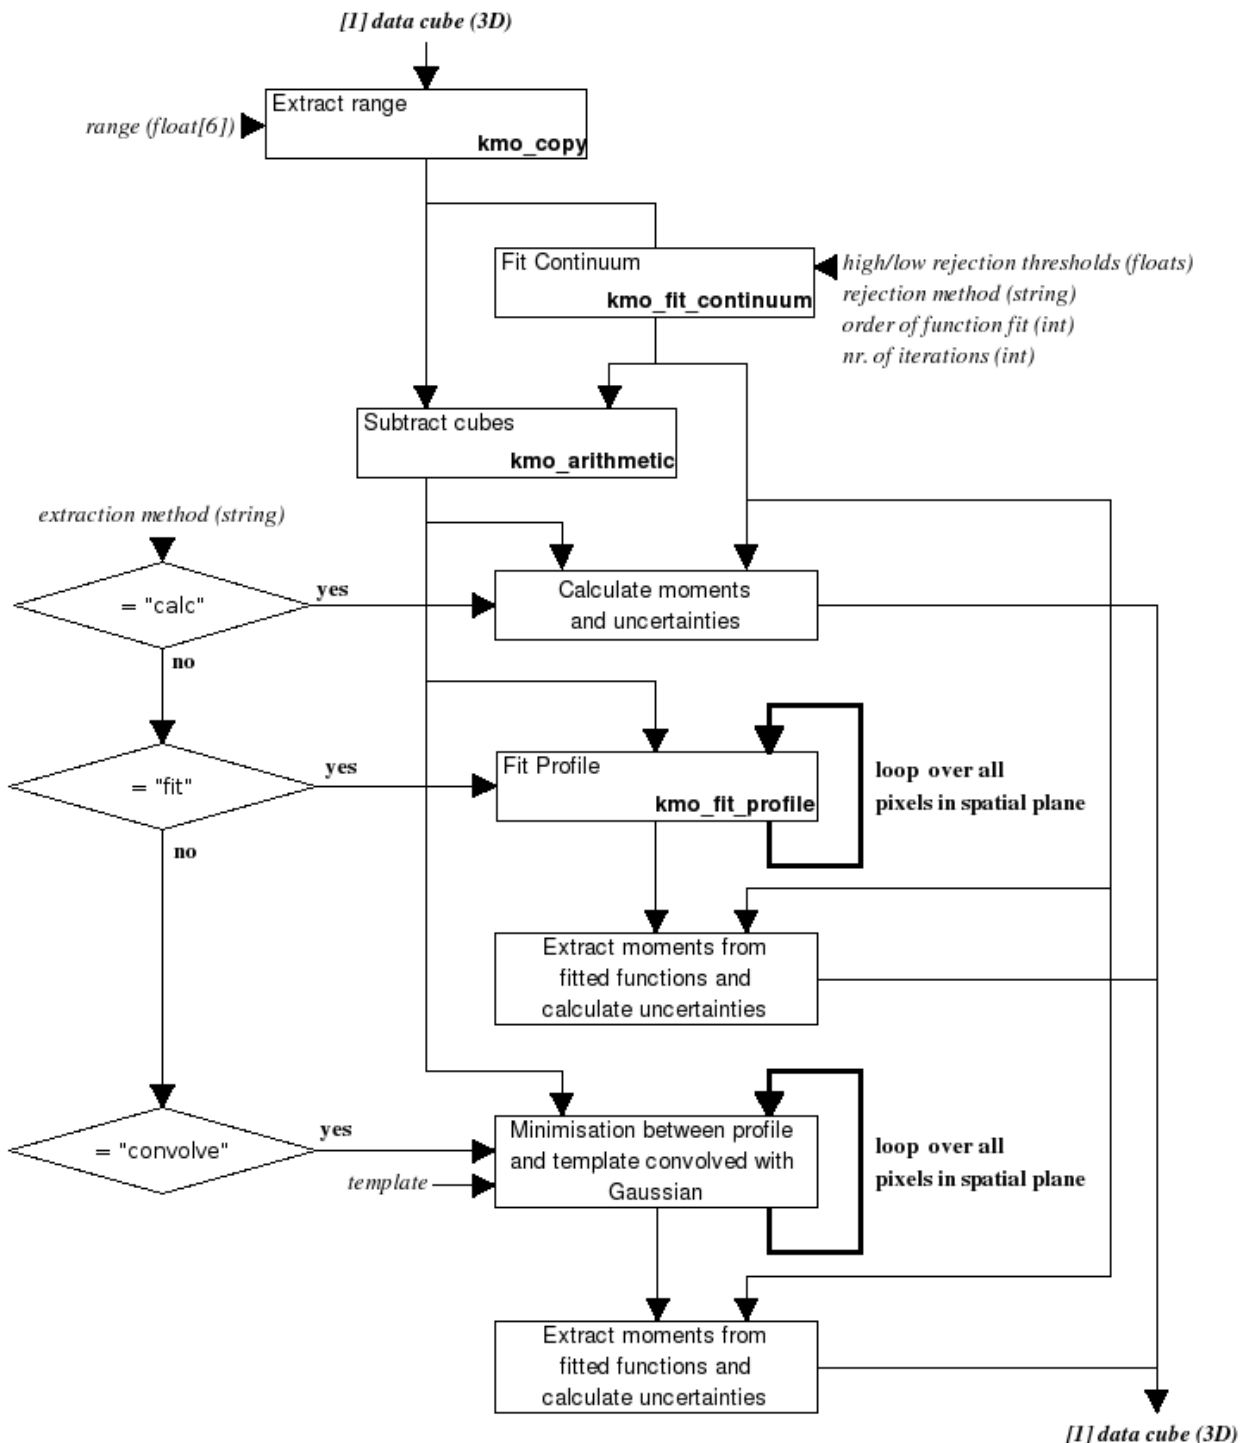 [1] data cube (3D)
Extract range
range (float[6])
kmo_copy
Fit Continuum
kmo_fit_continuum
high/low rejection thresholds (floats)
rejection method (string)
order of function fit (int)
nr. of iterations (int)
Subtract cubes
kmo_arithmetic
extraction method (string)
= "calc"
yes
no
Calculate moments
and uncertainties
= "fit"
yes
no
Fit Profile
kmo_fit_profile
loop over all
pixels in spatial plane
Extract moments from
fitted functions and
calculate uncertainties
= "convolve"
yes
template
Minimisation between profile
and template convolved with
Gaussian
loop over all
pixels in spatial plane
Extract moments from
fitted functions and
calculate uncertainties
[1] data cube (3D)